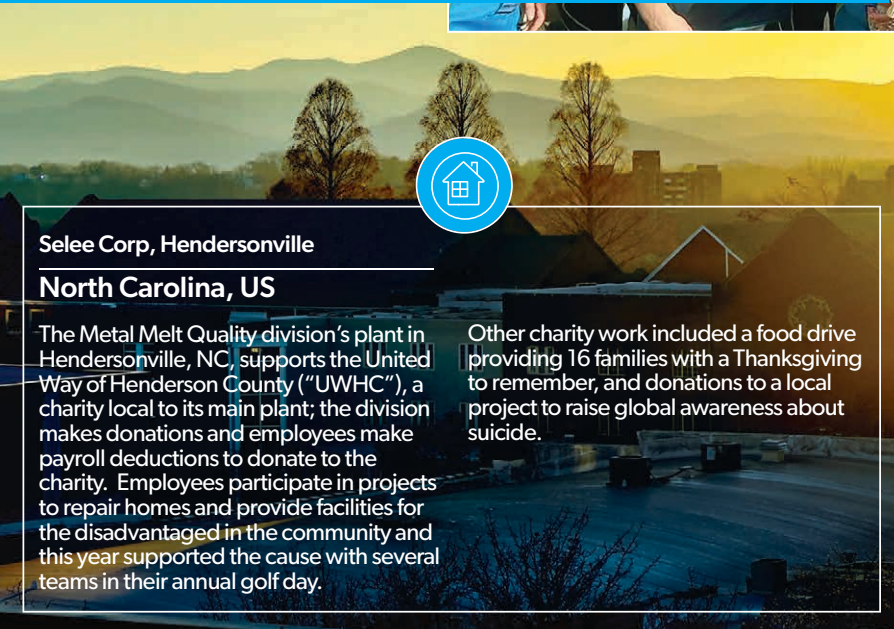 Selee Corp, Hendersonville
North Carolina, US
The Metal Melt Quality division’s plant in
Hendersonville, NC, supports the United
Way of Henderson County (“UWHC”), a
charity local to its main plant; the division
makes donations and employees make
payroll deductions to donate to the
charity.  Employees participate in projects
to repair homes and provide facilities for
the disadvantaged in the community and
this year supported the cause with several
teams in their annual golf day.
Other charity work included a food drive
providing 16 families with a Thanksgiving
to remember, and donations to a local
project to raise global awareness about
suicide.